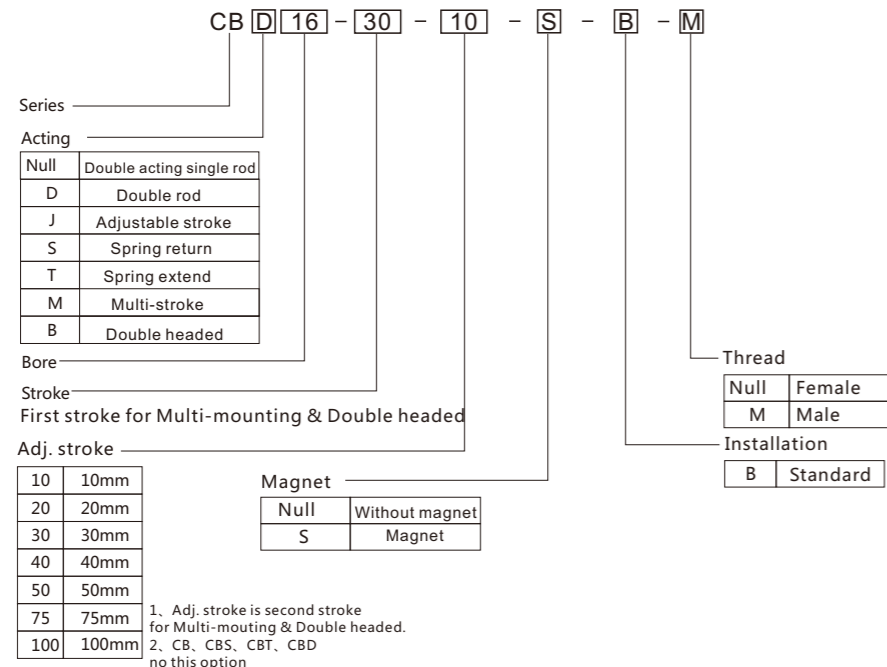 CB D 16 – 30 – 10 – S – B – M
Series
Acting
Null Double acting single rod
D Double rod
J Adjustable stroke
S Spring return
T Spring extend
M Multi-stroke
B Double headed
Bore
Stroke
First stroke for Multi-mounting & Double headed
Adj. stroke
10 10mm
20 20mm
30 30mm
40 40mm
50 50mm
75 75mm
100 100mm
1、Adj. stroke is second stroke
for Multi-mouting & Double headed.
2、CB、CBS、CBT、CBD
no this option
Magnet
Null Without magnet
S Magnet
Thread
Null Female
M Male
Installation
B Standard